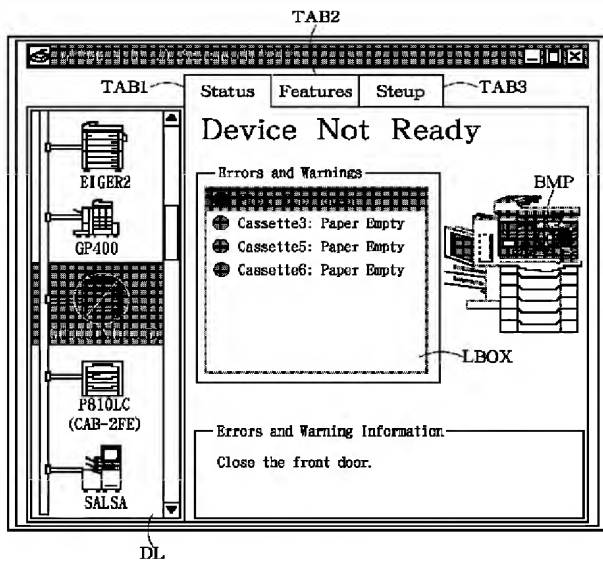 TAB2
TAB1
TAB3
Status
Features
Steup
Device Not Ready
EIGER2
GP400
P810LC
(CAB-2FE)
SALSA
DL
Errors and Warnings
Cassette3: Paper Empty
Cassette5: Paper Empty
Cassette6: Paper Empty
BMP
LBOX
Errors and Warning Information
Close the front door.